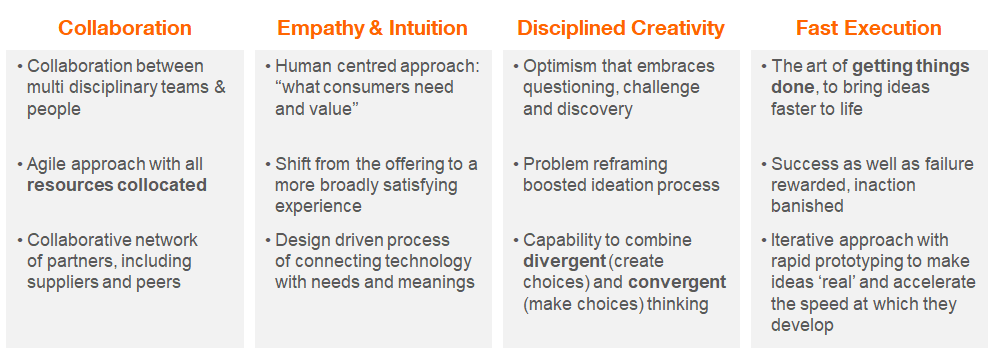 Collaboration
• Collaboration between
multi disciplinary teams &
people
• Agile approach with all
resources collocated
• Collaborative network
of partners, including
suppliers and peers
Empathy & Intuition
• Human centred approach:
“what consumers need
and value”
• Shift from the offering to a
more broadly satisfying
experience
• Design driven process
of connecting technology
with needs and meanings
Disciplined Creativity
• Optimism that embraces
questioning, challenge
and discovery
• Problem reframing
boosted ideation process
• Capability to combine
divergent (create
choices) and convergent
(make choices) thinking
Fast Execution
• The art of getting things
done, to bring ideas
faster to life
• Success as well as failure
rewarded, inaction
banished
• Iterative approach with
rapid prototyping to make
ideas ‘real’ and accelerate
the speed at which they
develop